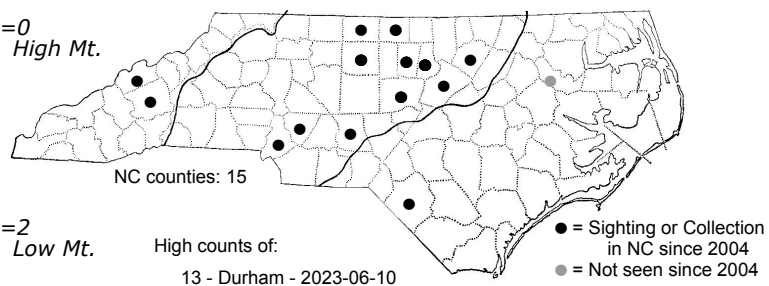 =0
High Mt.
NC counties: 15
=2
Low Mt.
High counts of:
13 - Durham - 2023-06-10
● = Sighting or Collection
in NC since 2004
● = Not seen since 2004